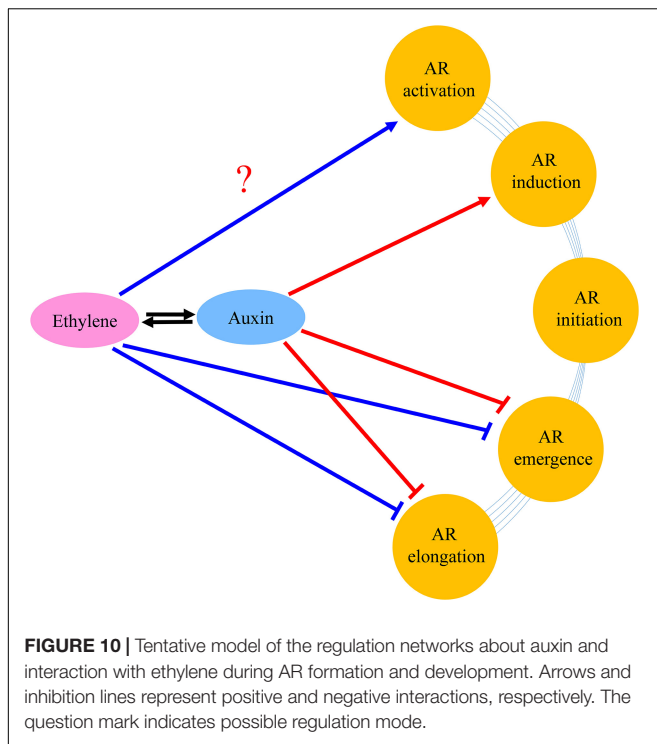 AR
activation
?
AR
induction
AR
initiation
Ethylene
Auxin
AR
emergence
AR
elongation
FIGURE 10 | Tentative model of the regulation networks about auxin and
interaction with ethylene during AR formation and development. Arrows and
inhibition lines represent positive and negative interactions, respectively. The
question mark indicates possible regulation mode.